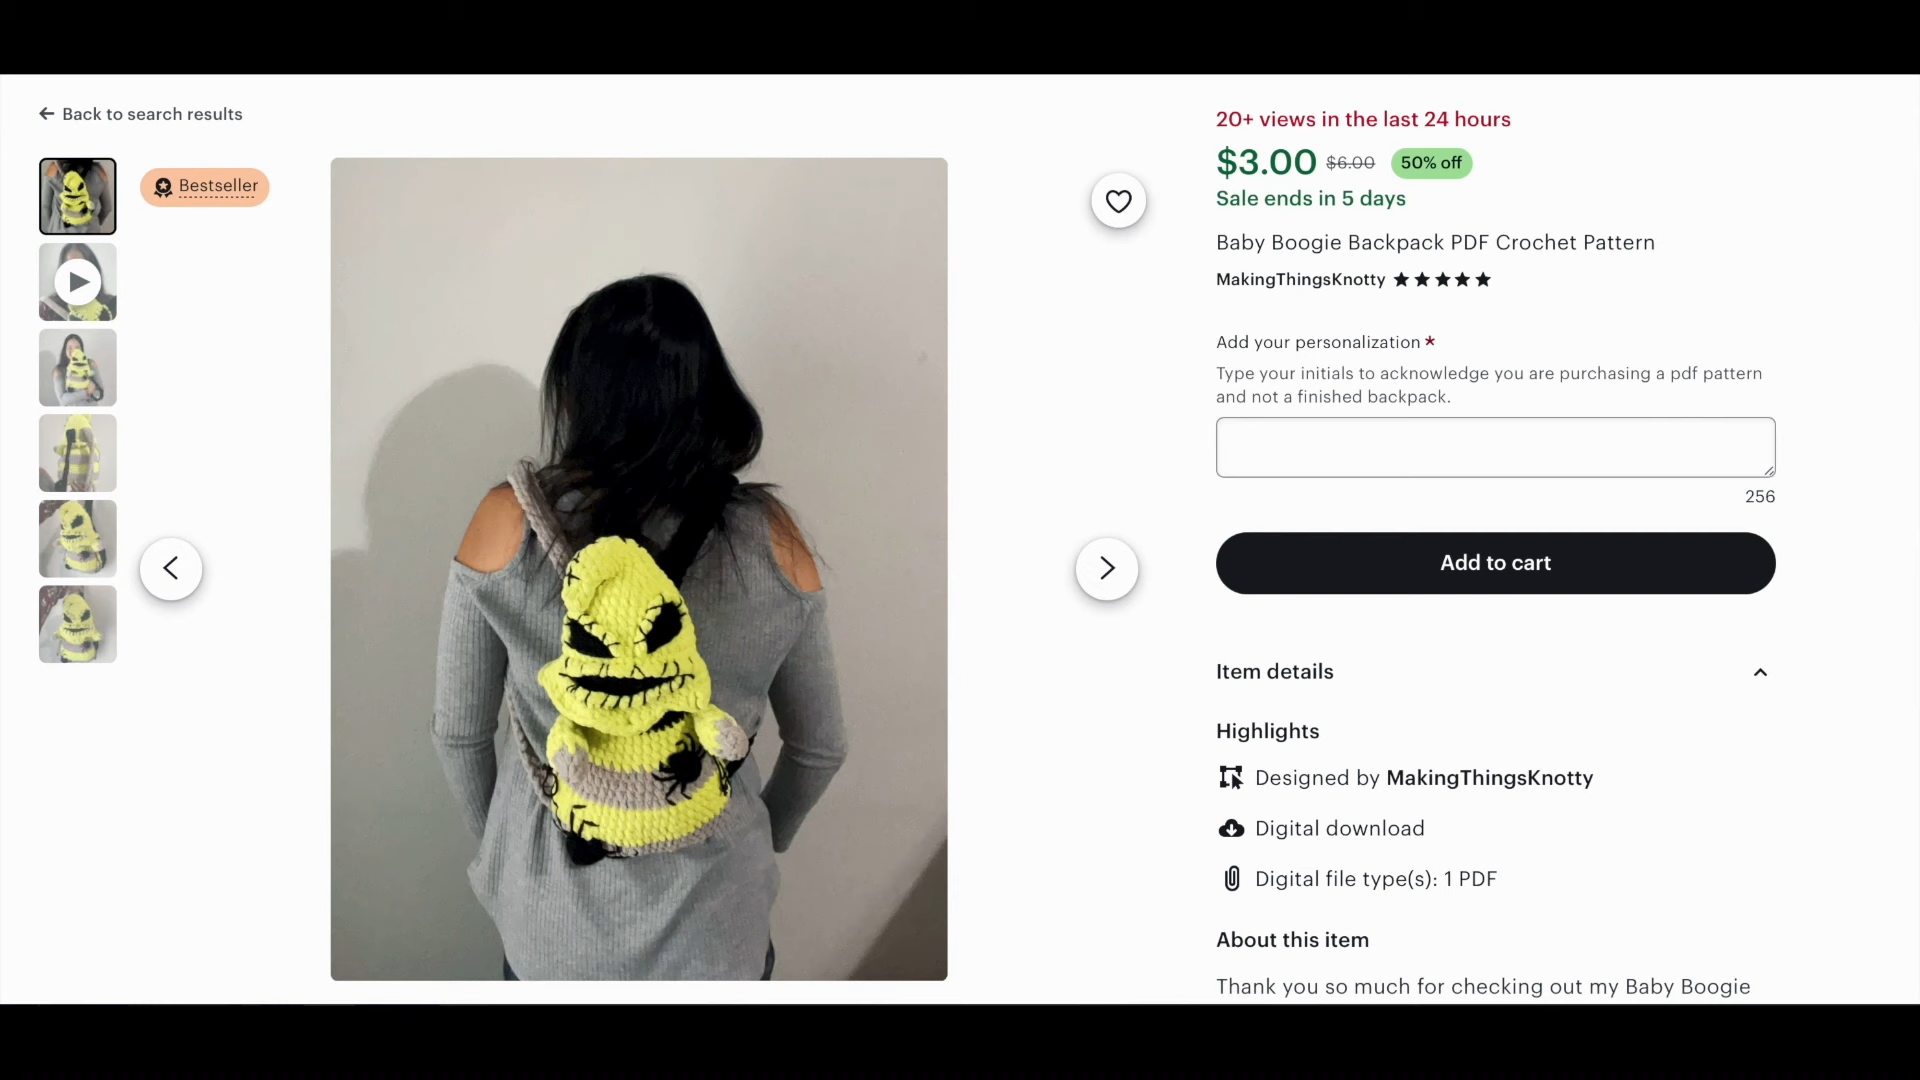 Back to search results
Bestseller
20+ views in the last 24 hours
$3.00 $6.00 50% off
Sale ends in 5 days
Baby Boogie Backpack PDF Crochet Pattern
MakingThingsKnotty
Add your personalization *
Type your initials to acknowledge you are purchasing a pdf pattern
and not a finished backpack.
256
Add to cart
Item details
Highlights
Designed by MakingThingsKnotty
Digital download
Digital file type(s): 1 PDF
About this item
Thank you so much for checking out my Baby Boogie